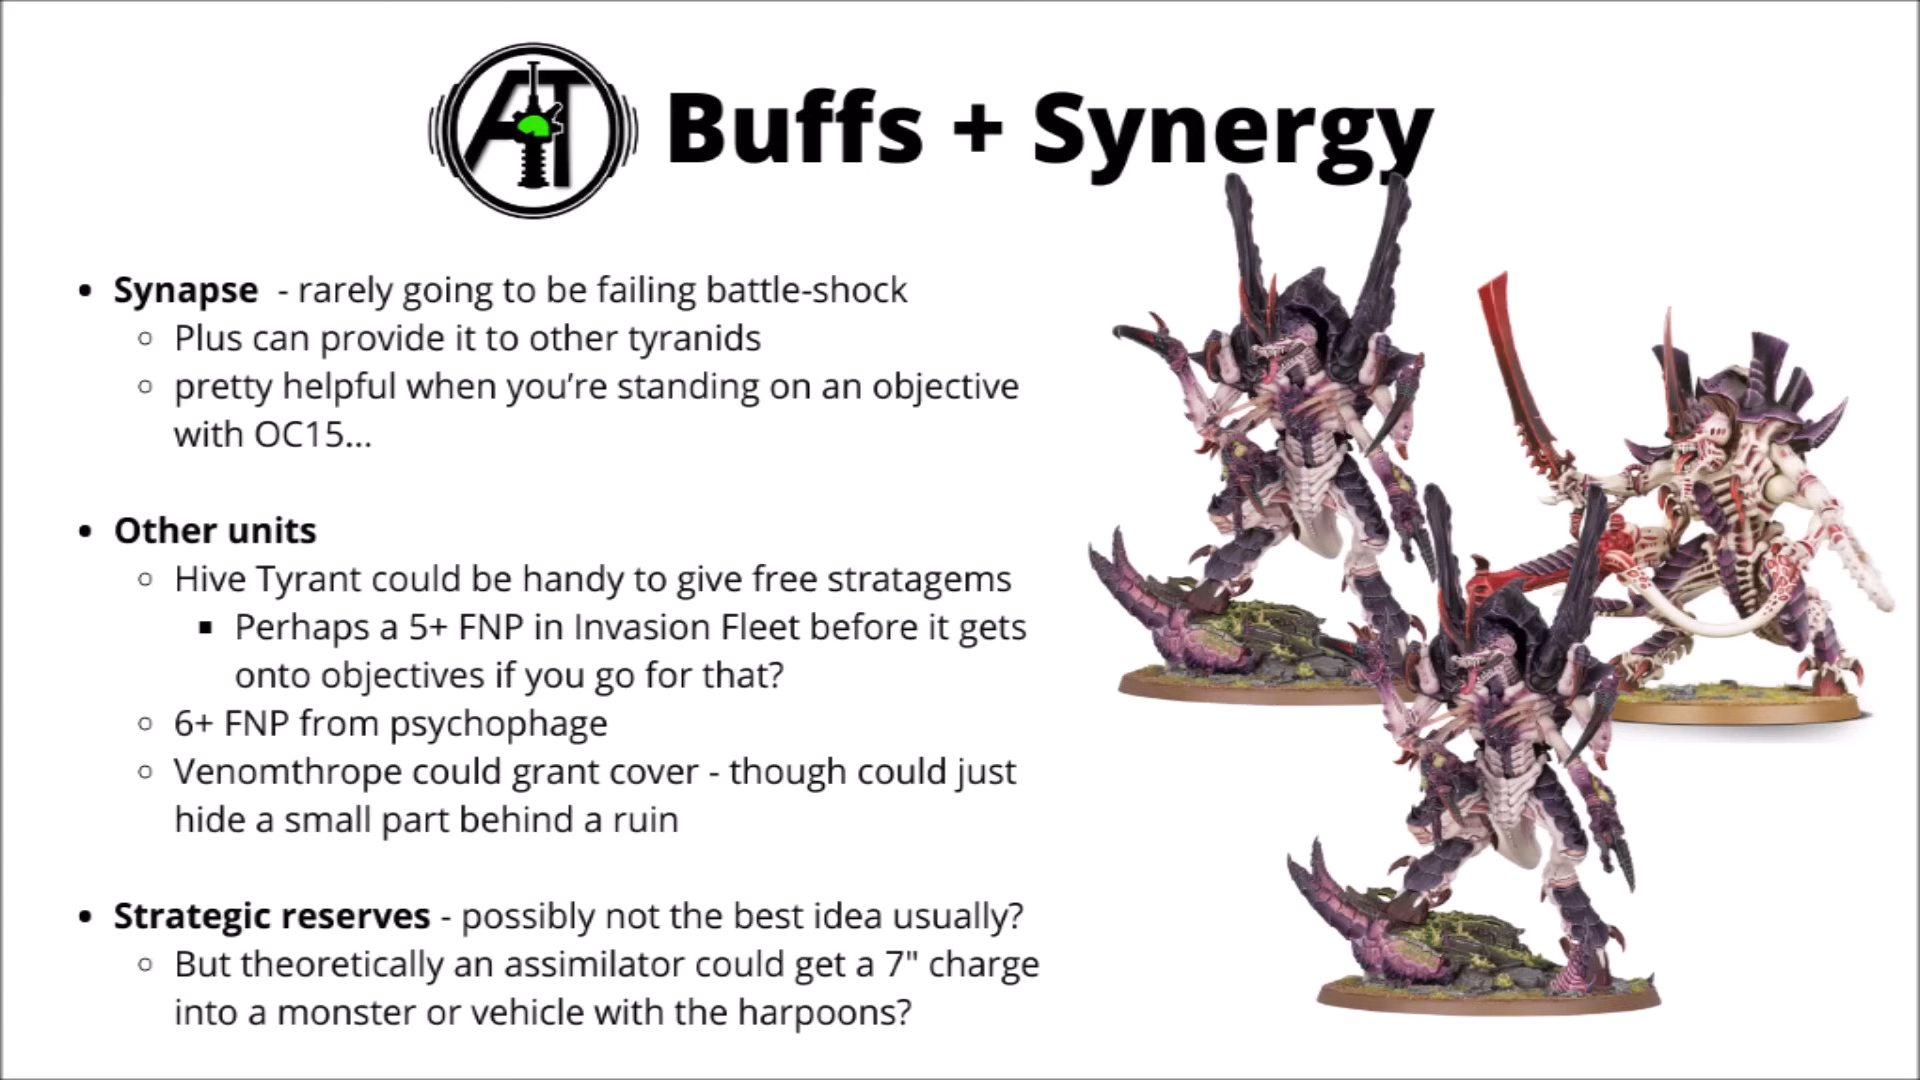 AT
Buffs + Synergy
• Synapse - rarely going to be failing battle-shock
○ Plus can provide it to other tyranids
○ pretty helpful when you’re standing on an objective
with OC15...
• Other units
○ Hive Tyrant could be handy to give free stratagems
▪ Perhaps a 5+ FNP in Invasion Fleet before it gets
onto objectives if you go for that?
○ 6+ FNP from psychophage
○ Venomthrope could grant cover - though could just
hide a small part behind a ruin
• Strategic reserves - possibly not the best idea usually?
○ But theoretically an assimilator could get a 7" charge
into a monster or vehicle with the harpoons?